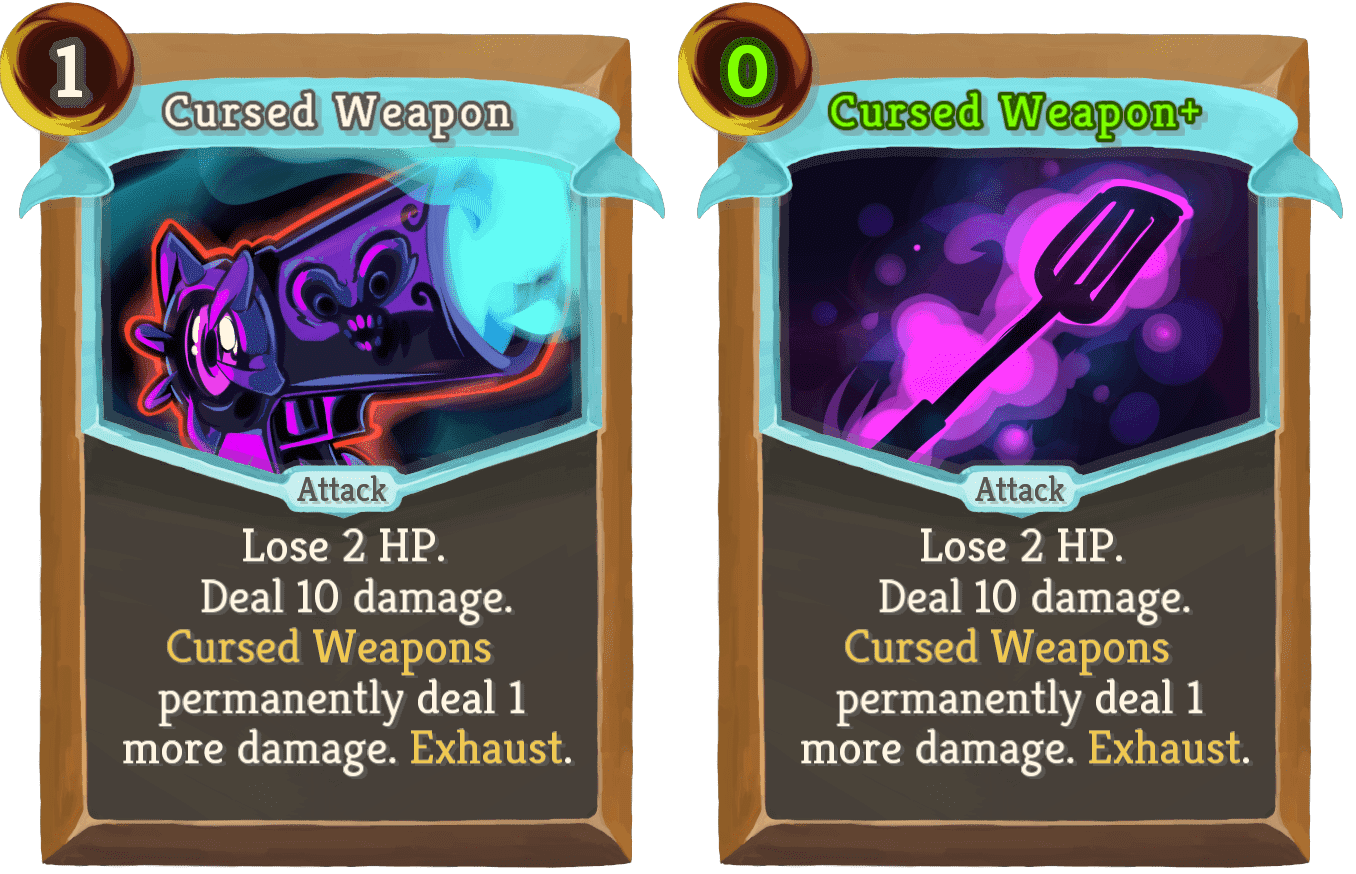 1
Cursed Weapon
Attack
Lose 2 HP.
Deal 10 damage.
Cursed Weapons
permanently deal 1
more damage. Exhaust.
0
Cursed Weapon+
Attack
Lose 2 HP.
Deal 10 damage.
Cursed Weapons
permanently deal 1
more damage. Exhaust.